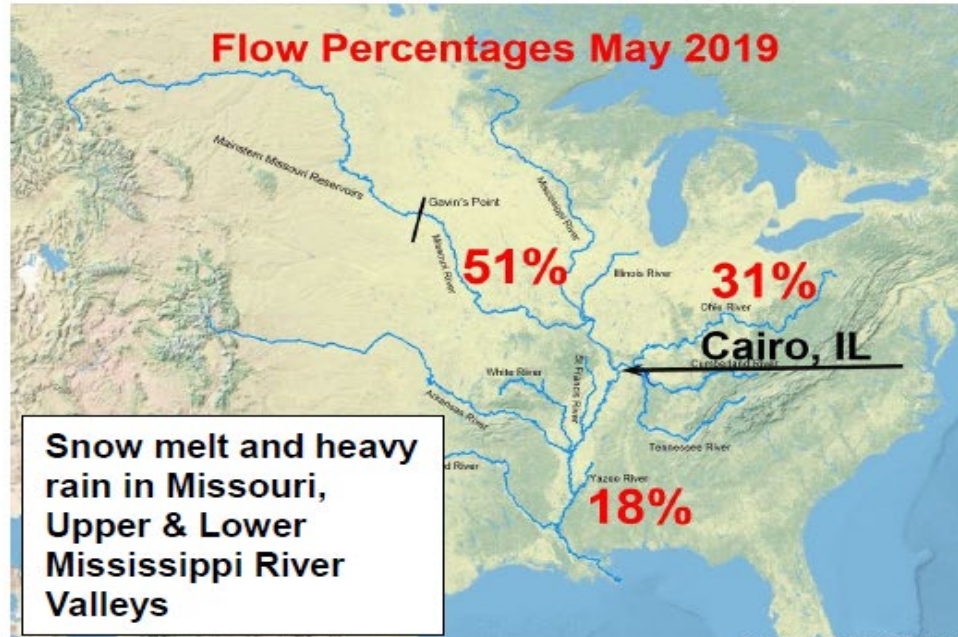 Flow Percentages May 2019
Mainstem Missouri Reservoirs
Gavin's Point
Mississippi River
Missouri River
51%
Illinois River
31%
Ohio River
Cairo, IL
Cumberland River
White River
St Francis River
Arkansas River
Tennessee River
River
Yazoo River
18%
Snow melt and heavy
rain in Missouri,
Upper & Lower
Mississippi River
Valleys